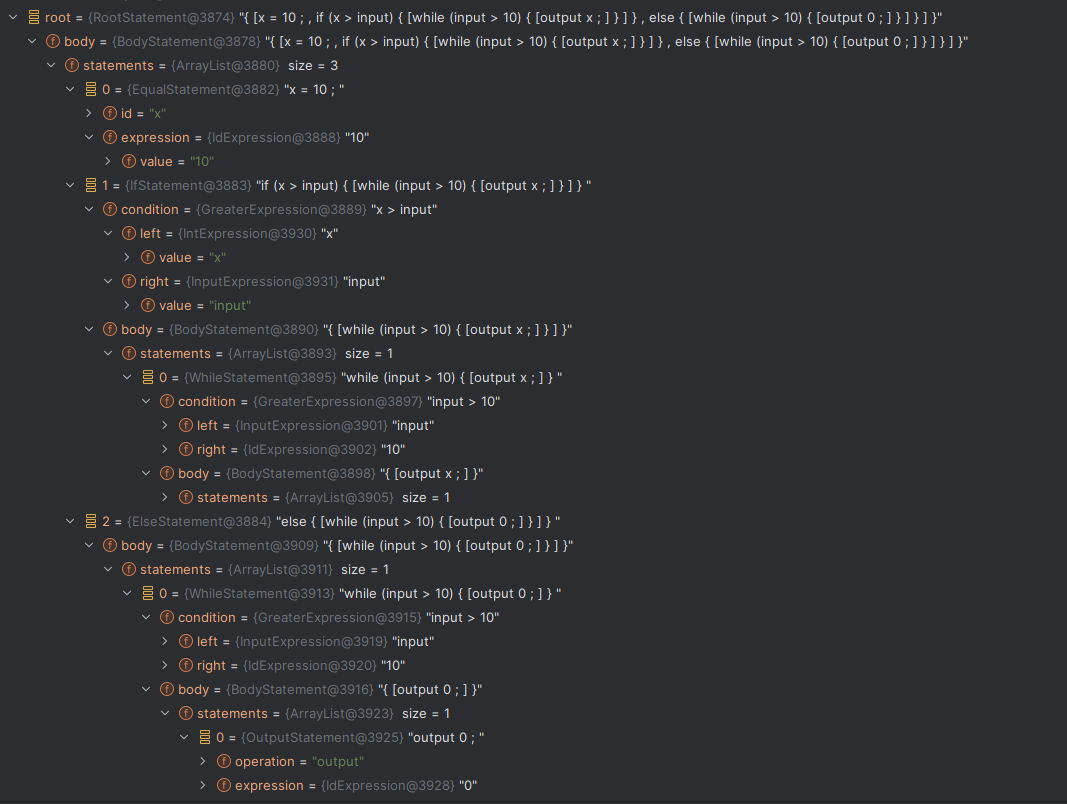 root = {RootStatement@3874} "{ [x = 10 ; , if (x > input) { [while (input > 10) { [output x ; ] } ] } , else { [while (input > 10) { [output 0 ; ] } ] } ] }"
f body = {BodyStatement@3878} "{ [x = 10 ; , if (x > input) { [while (input > 10) { [output x ; ] } ] } , else { [while (input > 10) { [output 0 ; ] } ] } ] }"
f statements = {ArrayList@3880} size = 3
0 = {EqualStatement@3882} "x = 10 ; "
f id = "x"
f expression = {IdExpression@3888} "10"
f value = "10"
1 = {IfStatement@3883} "if (x > input) { [while (input > 10) { [output x ; ] } ] } "
f condition = {GreaterExpression@3889} "x > input"
f left = {IntExpression@3930} "x"
f value = "x"
f right = {InputExpression@3931} "input"
f value = "input"
f body = {BodyStatement@3890} "{ [while (input > 10) { [output x ; ] } ] }"
f statements = {ArrayList@3893} size = 1
0 = {WhileStatement@3895} "while (input > 10) { [output x ; ] } "
f condition = {GreaterExpression@3897} "input > 10"
f left = {InputExpression@3901} "input"
f right = {IdExpression@3902} "10"
f body = {BodyStatement@3898} "{ [output x ; ] }"
f statements = {ArrayList@3905} size = 1
2 = {ElseStatement@3884} "else { [while (input > 10) { [output 0 ; ] } ] } "
f body = {BodyStatement@3909} "{ [while (input > 10) { [output 0 ; ] } ] }"
f statements = {ArrayList@3911} size = 1
0 = {WhileStatement@3913} "while (input > 10) { [output 0 ; ] } "
f condition = {GreaterExpression@3915} "input > 10"
f left = {InputExpression@3919} "input"
f right = {IdExpression@3920} "10"
f body = {BodyStatement@3916} "{ [output 0 ; ] }"
f statements = {ArrayList@3923} size = 1
0 = {OutputStatement@3925} "output 0 ; "
f operation = "output"
f expression = {IdExpression@3928} "0"